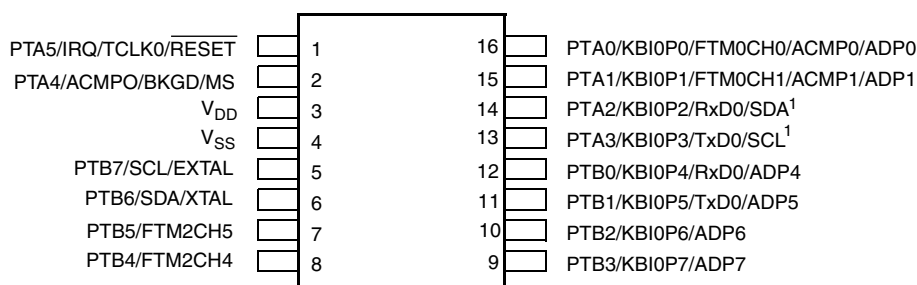 PTA5/IRQ/TCLK0/RESET 1 16 PTA0/KBI0P0/FTM0CH0/ACMP0/ADP0
PTA4/ACMPO/BKGD/MS 2 15 PTA1/KBI0P1/FTM0CH1/ACMP1/ADP1
VDD 3 14 PTA2/KBI0P2/RxD0/SDA1
VSS 4 13 PTA3/KBI0P3/TxD0/SCL1
PTB7/SCL/EXTAL 5 12 PTB0/KBI0P4/RxD0/ADP4
PTB6/SDA/XTAL 6 11 PTB1/KBI0P5/TxD0/ADP5
PTB5/FTM2CH5 7 10 PTB2/KBI0P6/ADP6
PTB4/FTM2CH4 8 9 PTB3/KBI0P7/ADP7